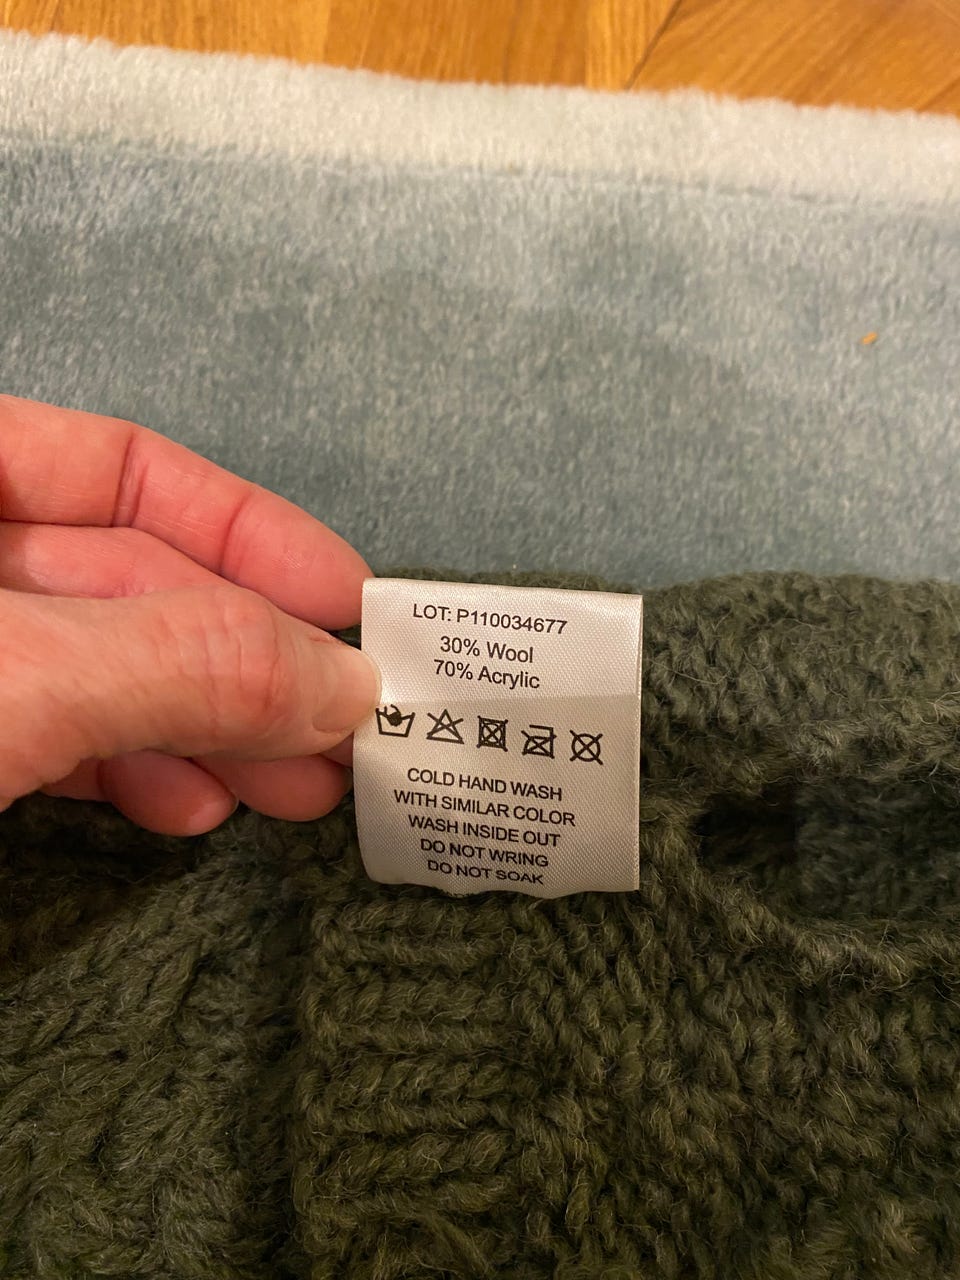 LOT: P110034677
30% Wool
70% Acrylic
COLD HAND WASH
WITH SIMILAR COLOR
WASH INSIDE OUT
DO NOT WRING
DO NOT SOAK